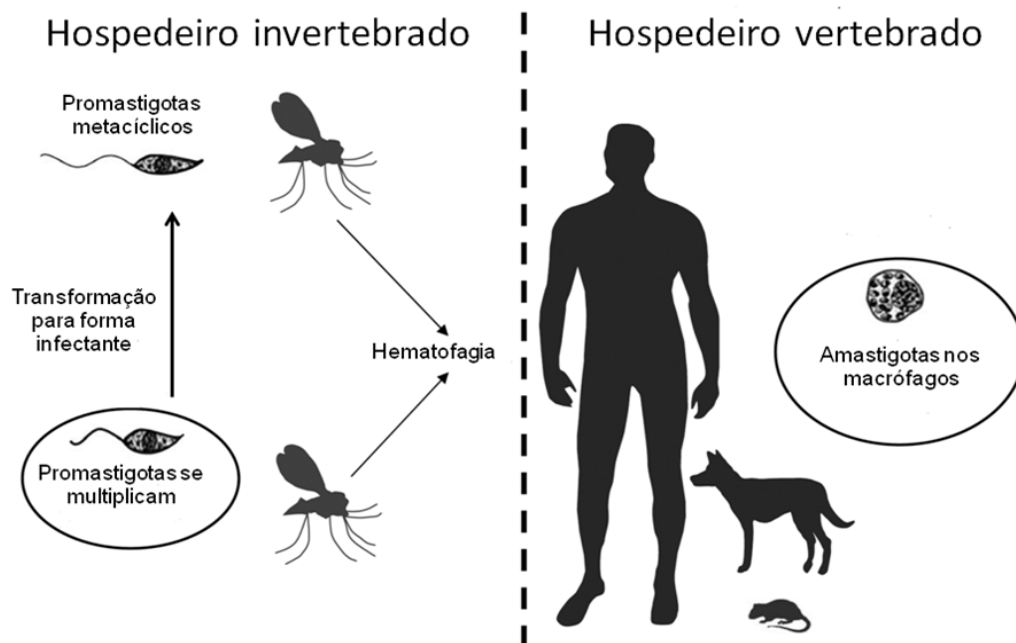 Hospedeiro invertebrado
Promastigotas
metacíclicos
Transformação
para forma
infectante
Hematofagia
Promastigotas se
multiplicam
Hospedeiro vertebrado
Amastigotas nos
macrófagos